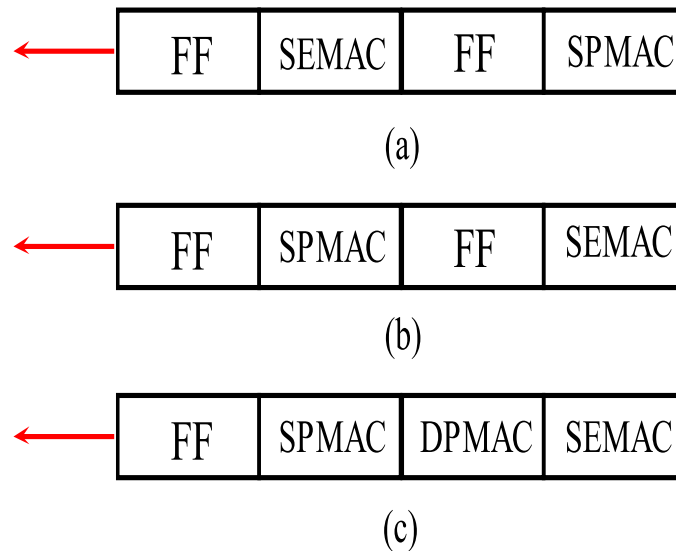 FF SEMAC FF SPMAC
(a)
FF SPMAC FF SEMAC
(b)
FF SPMAC DPMAC SEMAC
(c)